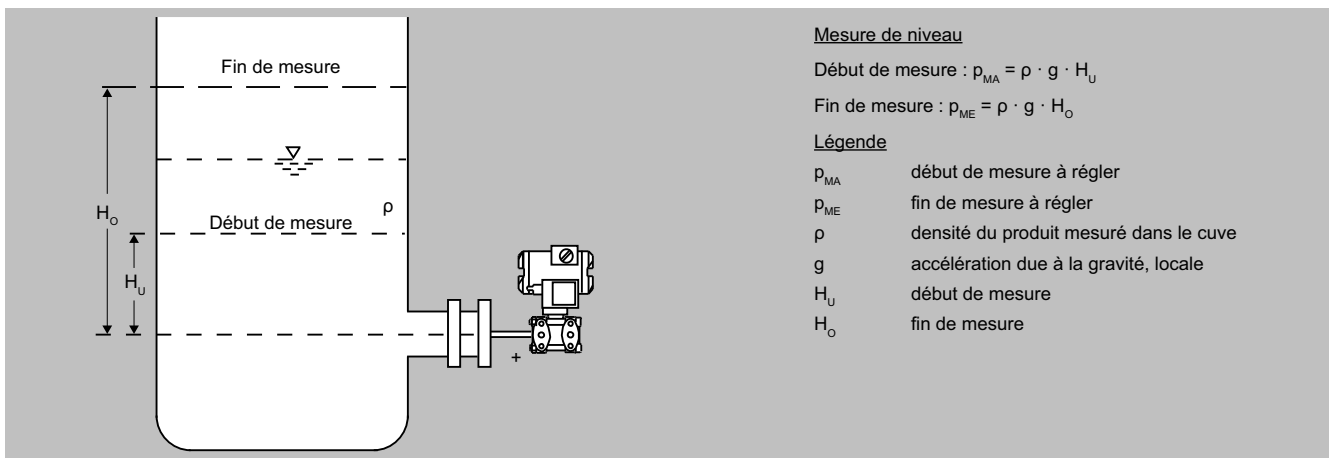 Fin de mesure
Début de mesure
ρ
H_O
H_U
+
Mesure de niveau
Début de mesure : p_MA = ρ · g · H_U
Fin de mesure : p_ME = ρ · g · H_O
Légende
p_MA début de mesure à régler
p_ME fin de mesure à régler
ρ densité du produit mesuré dans le cuve
g accélération due à la gravité, locale
H_U début de mesure
H_O fin de mesure